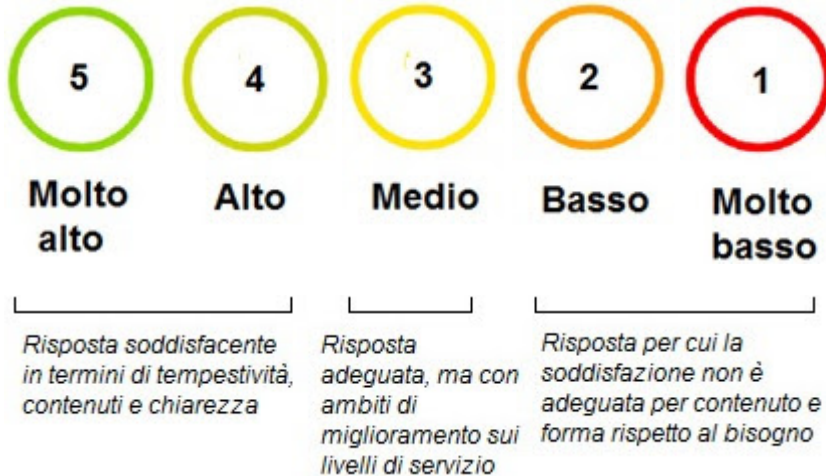 5
4
3
2
1
Molto
alto
Alto
Medio
Basso
Molto
basso
Risposta soddisfacente
in termini di tempestività,
contenuti e chiarezza
Risposta
adeguata, ma con
ambiti di
miglioramento sui
livelli di servizio
Risposta per cui la
soddisfazione non è
adeguata per contenuto e
forma rispetto al bisogno